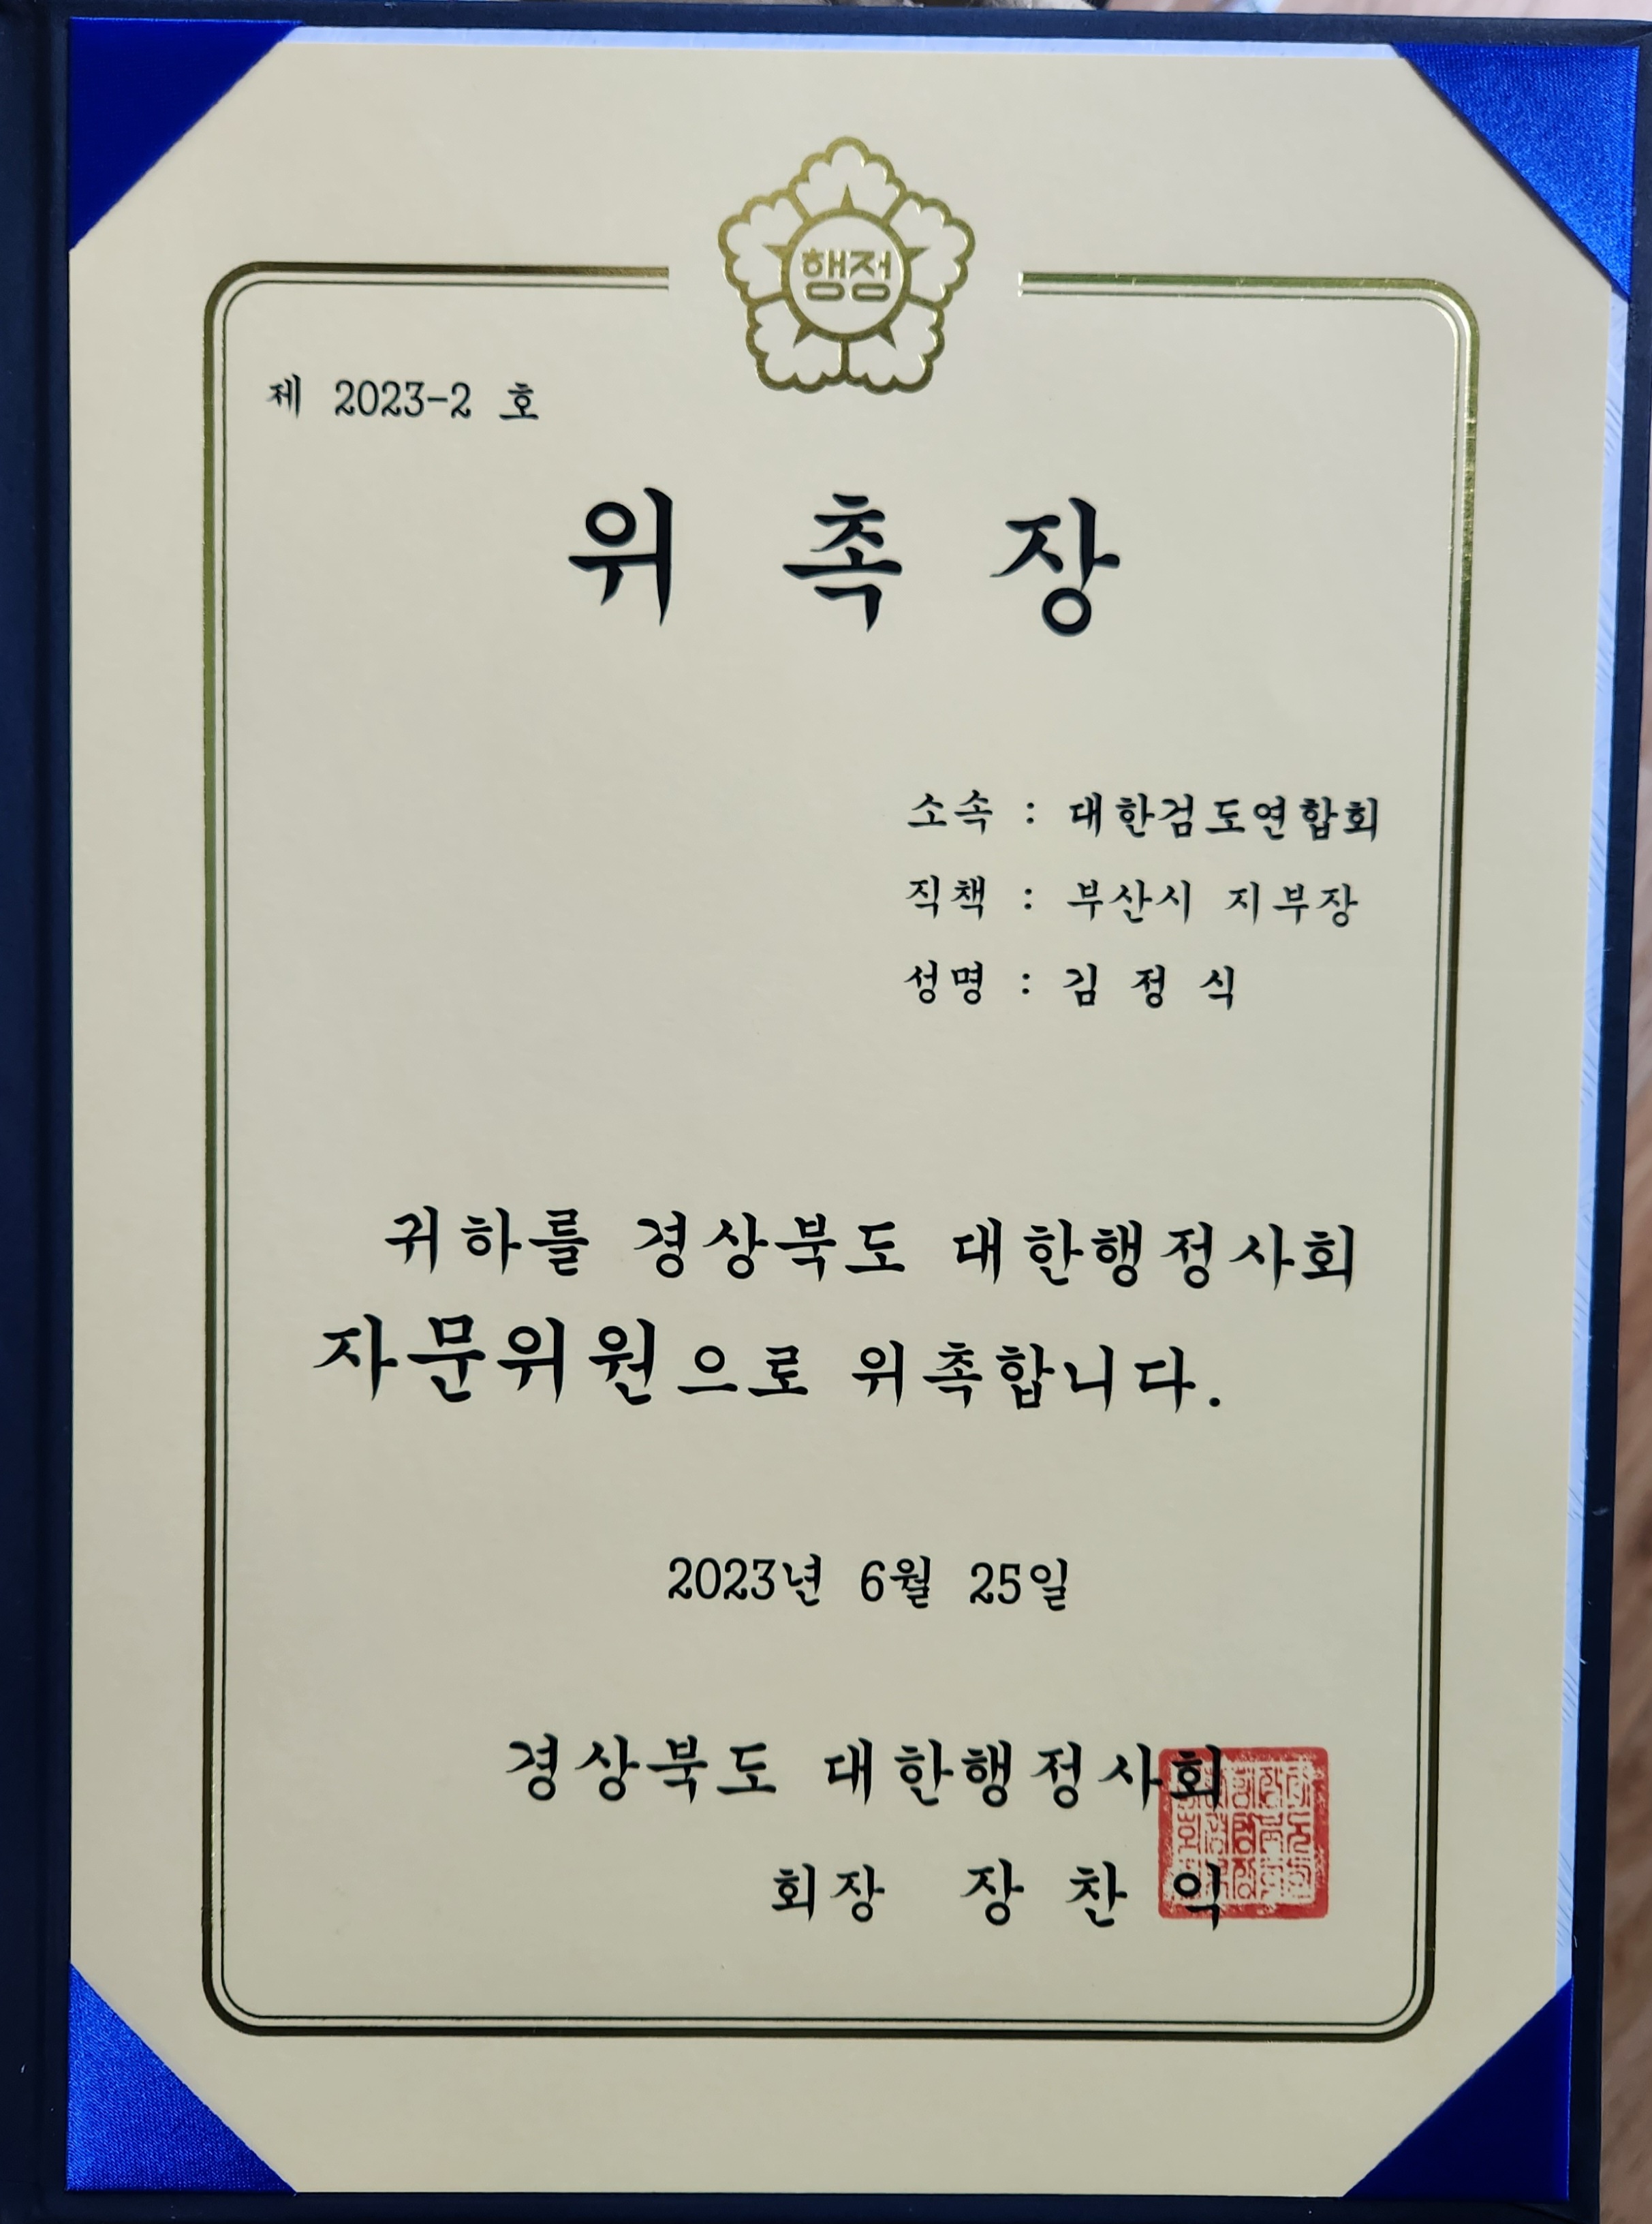 행정
제 2023-2 호
위 촉 장
소속 : 대한검도연합회
직책 : 부산시 지부장
성명 : 김 정 식
귀하를 경상북도 대한행정사회
자문위원으로 위촉합니다.
2023년 6월 25일
경상북도 대한행정사회
회장 장 찬 익